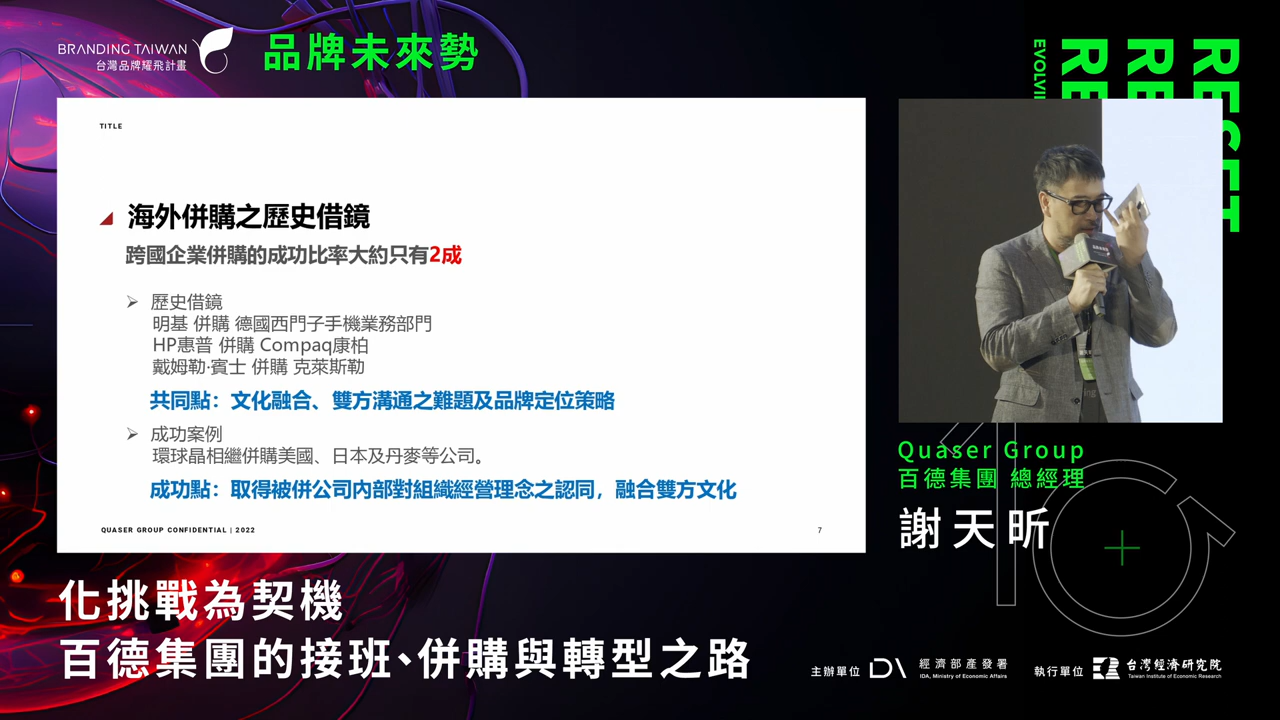 BRANDING TAIWAN
台灣品牌耀飛計畫
品牌未來勢
RESET
RE
RE
TITLE
海外併購之歷史借鏡
跨國企業併購的成功比率大約只有2成
歷史借鏡
明基 併購 德國西門子手機業務部門
HP惠普 併購 Compaq康柏
戴姆勒·賓士 併購 克萊斯勒
共同點：文化融合、雙方溝通之難題及品牌定位策略
成功案例
環球晶相繼併購美國、日本及丹麥等公司。
成功點：取得被併公司內部對組織經營理念之認同，融合雙方文化
QUASER GROUP CONFIDENTIAL | 2022
7
Quaser Group
百德集團 總經理
謝天昕
化挑戰為契機
百德集團的接班、併購與轉型之路
主辦單位
IDA
經濟部產業發展署
IDA, Ministry of Economic Affairs
執行單位
台灣經濟研究院
Taiwan Institute of Economic Research